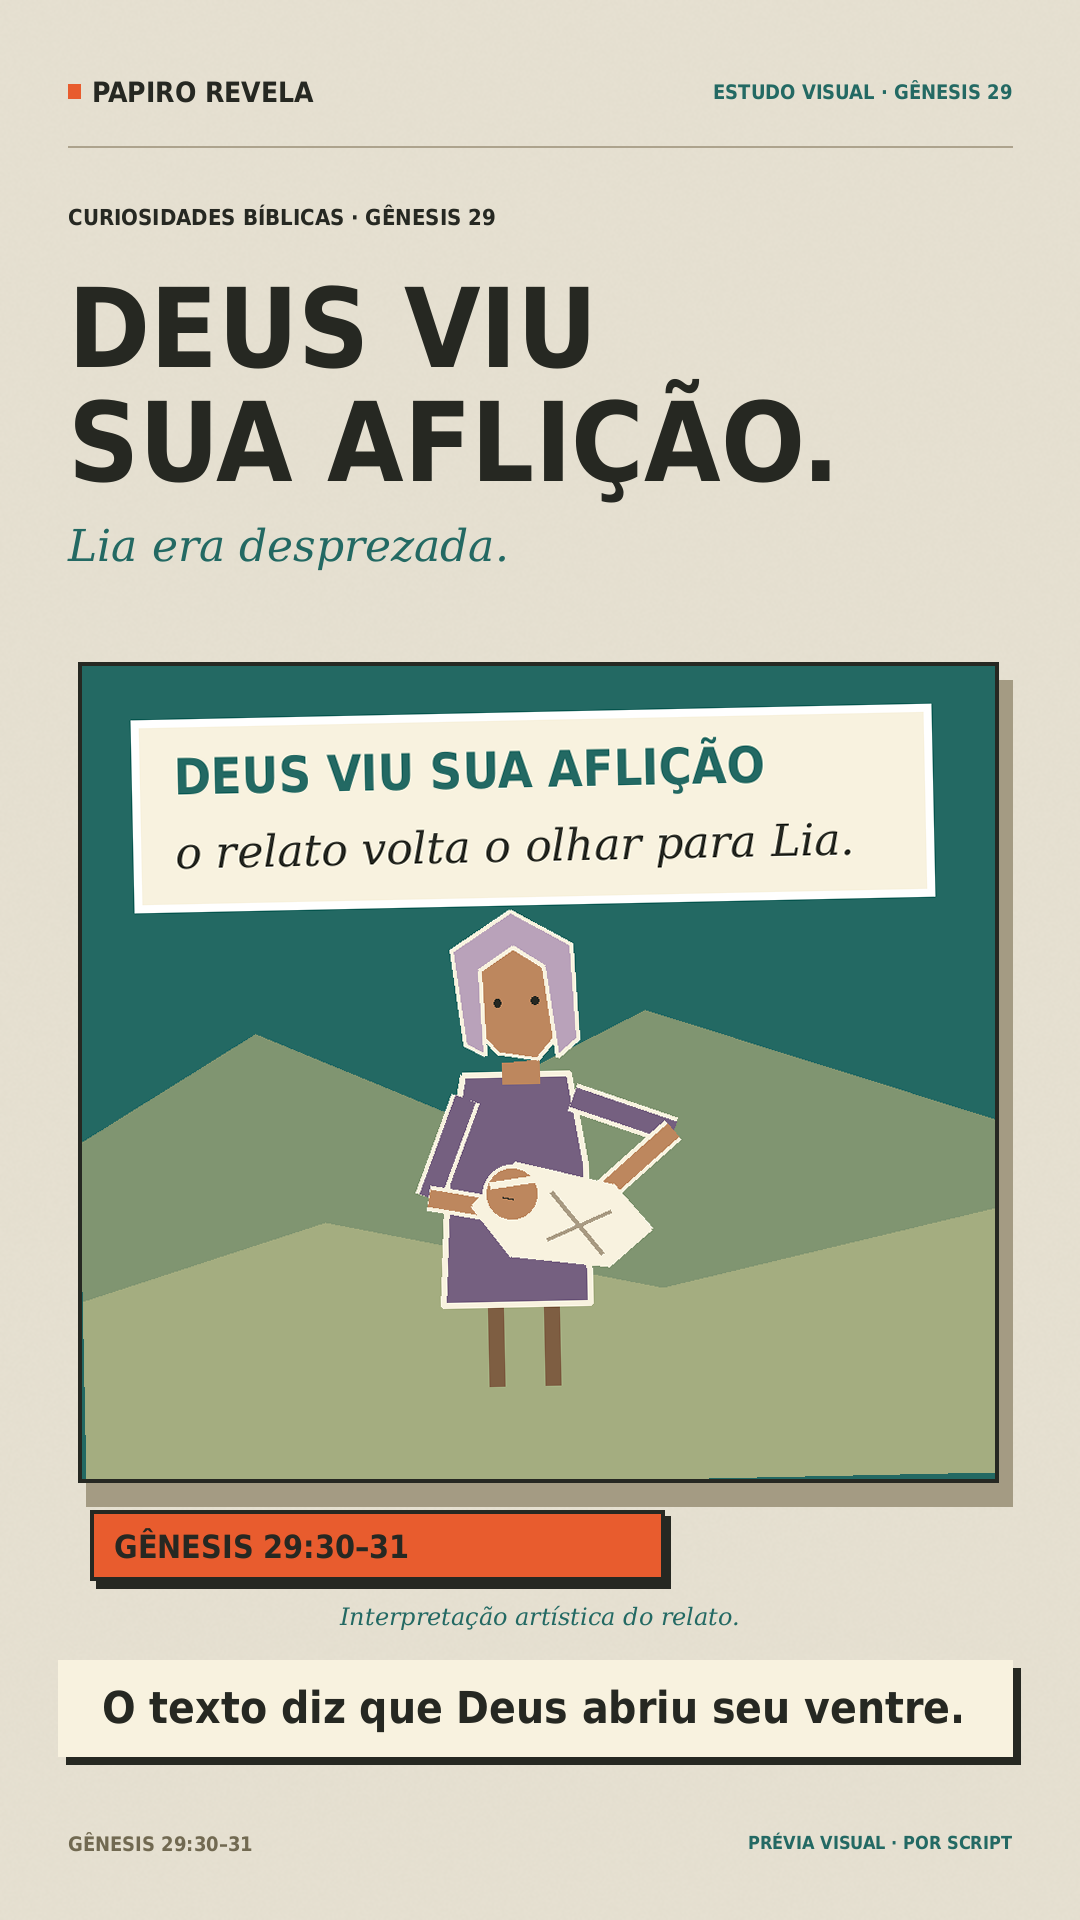 PAPIRO REVELA
ESTUDO VISUAL · GÊNESIS 29
CURIOSIDADES BÍBLICAS · GÊNESIS 29
DEUS VIU
SUA AFLIÇÃO.
Lia era desprezada.
DEUS VIU SUA AFLIÇÃO
o relato volta o olhar para Lia.
GÊNESIS 29:30–31
Interpretação artística do relato.
O texto diz que Deus abriu seu ventre.
GÊNESIS 29:30–31
PRÉVIA VISUAL · POR SCRIPT